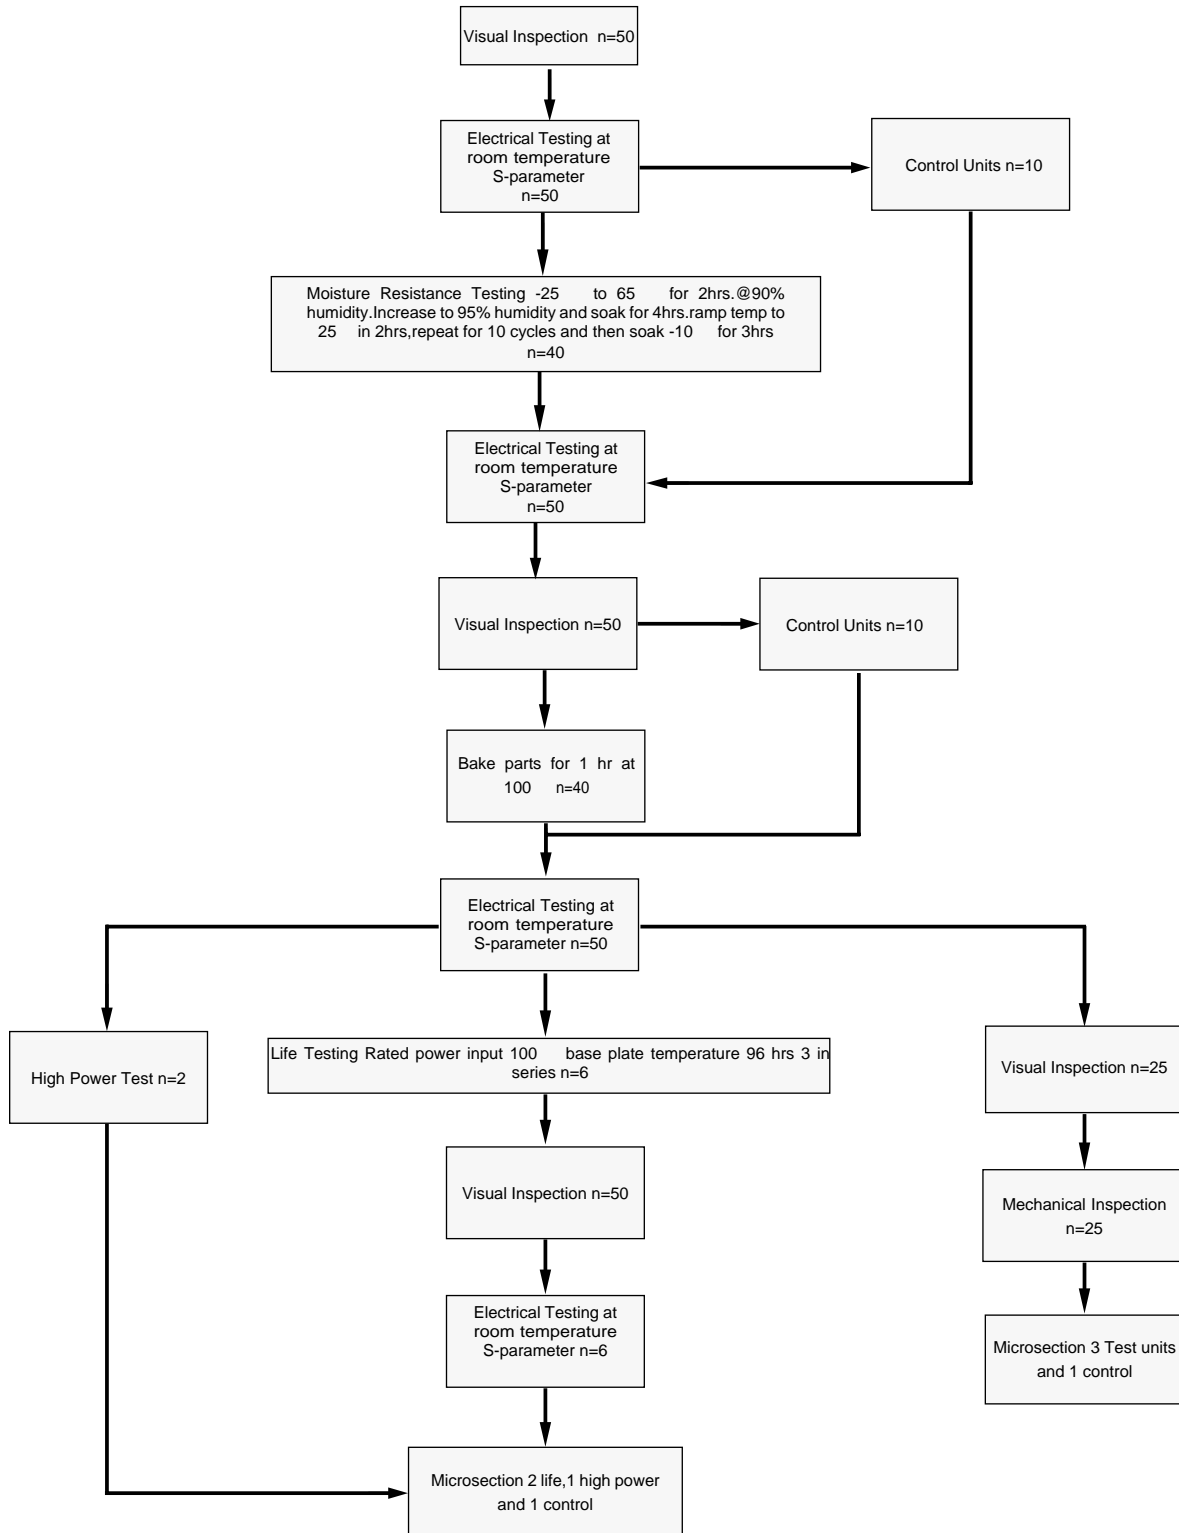 Visual Inspection n=50
Electrical Testing at
room temperature
S-parameter
n=50
Control Units n=10
Moisture Resistance Testing -25 to 65 for 2hrs.@90%
humidity.Increase to 95% humidity and soak for 4hrs.ramp temp to
25 in 2hrs,repeat for 10 cycles and then soak -10 for 3hrs
n=40
Electrical Testing at
room temperature
S-parameter
n=50
Visual Inspection n=50
Control Units n=10
Bake parts for 1 hr at
100 n=40
Electrical Testing at
room temperature
S-parameter n=50
High Power Test n=2
Life Testing Rated power input 100 base plate temperature 96 hrs 3 in
series n=6
Visual Inspection n=25
Visual Inspection n=50
Mechanical Inspection
n=25
Electrical Testing at
room temperature
S-parameter n=6
Microsection 3 Test units
and 1 control
Microsection 2 life,1 high power
and 1 control